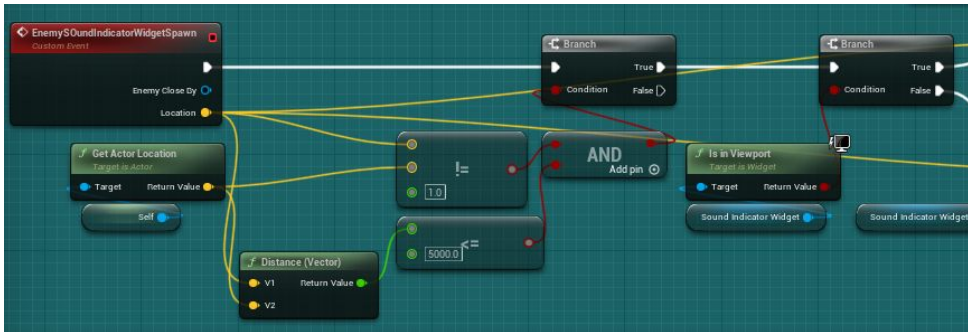 EnemySOundIndicatorWidgetSpawn
Custom Event
Enemy Close By
Location
Branch
True
Condition
False
Branch
True
Condition
False
f Get Actor Location
Target is Actor
Target
Return Value
Self
!=
1.0
AND
Add pin
f Is in Viewport
Target is Widget
Target
Return Value
Sound Indicator Widget
Sound Indicator Widget
<=
5000.0
f Distance (Vector)
V1
Return Value
V2